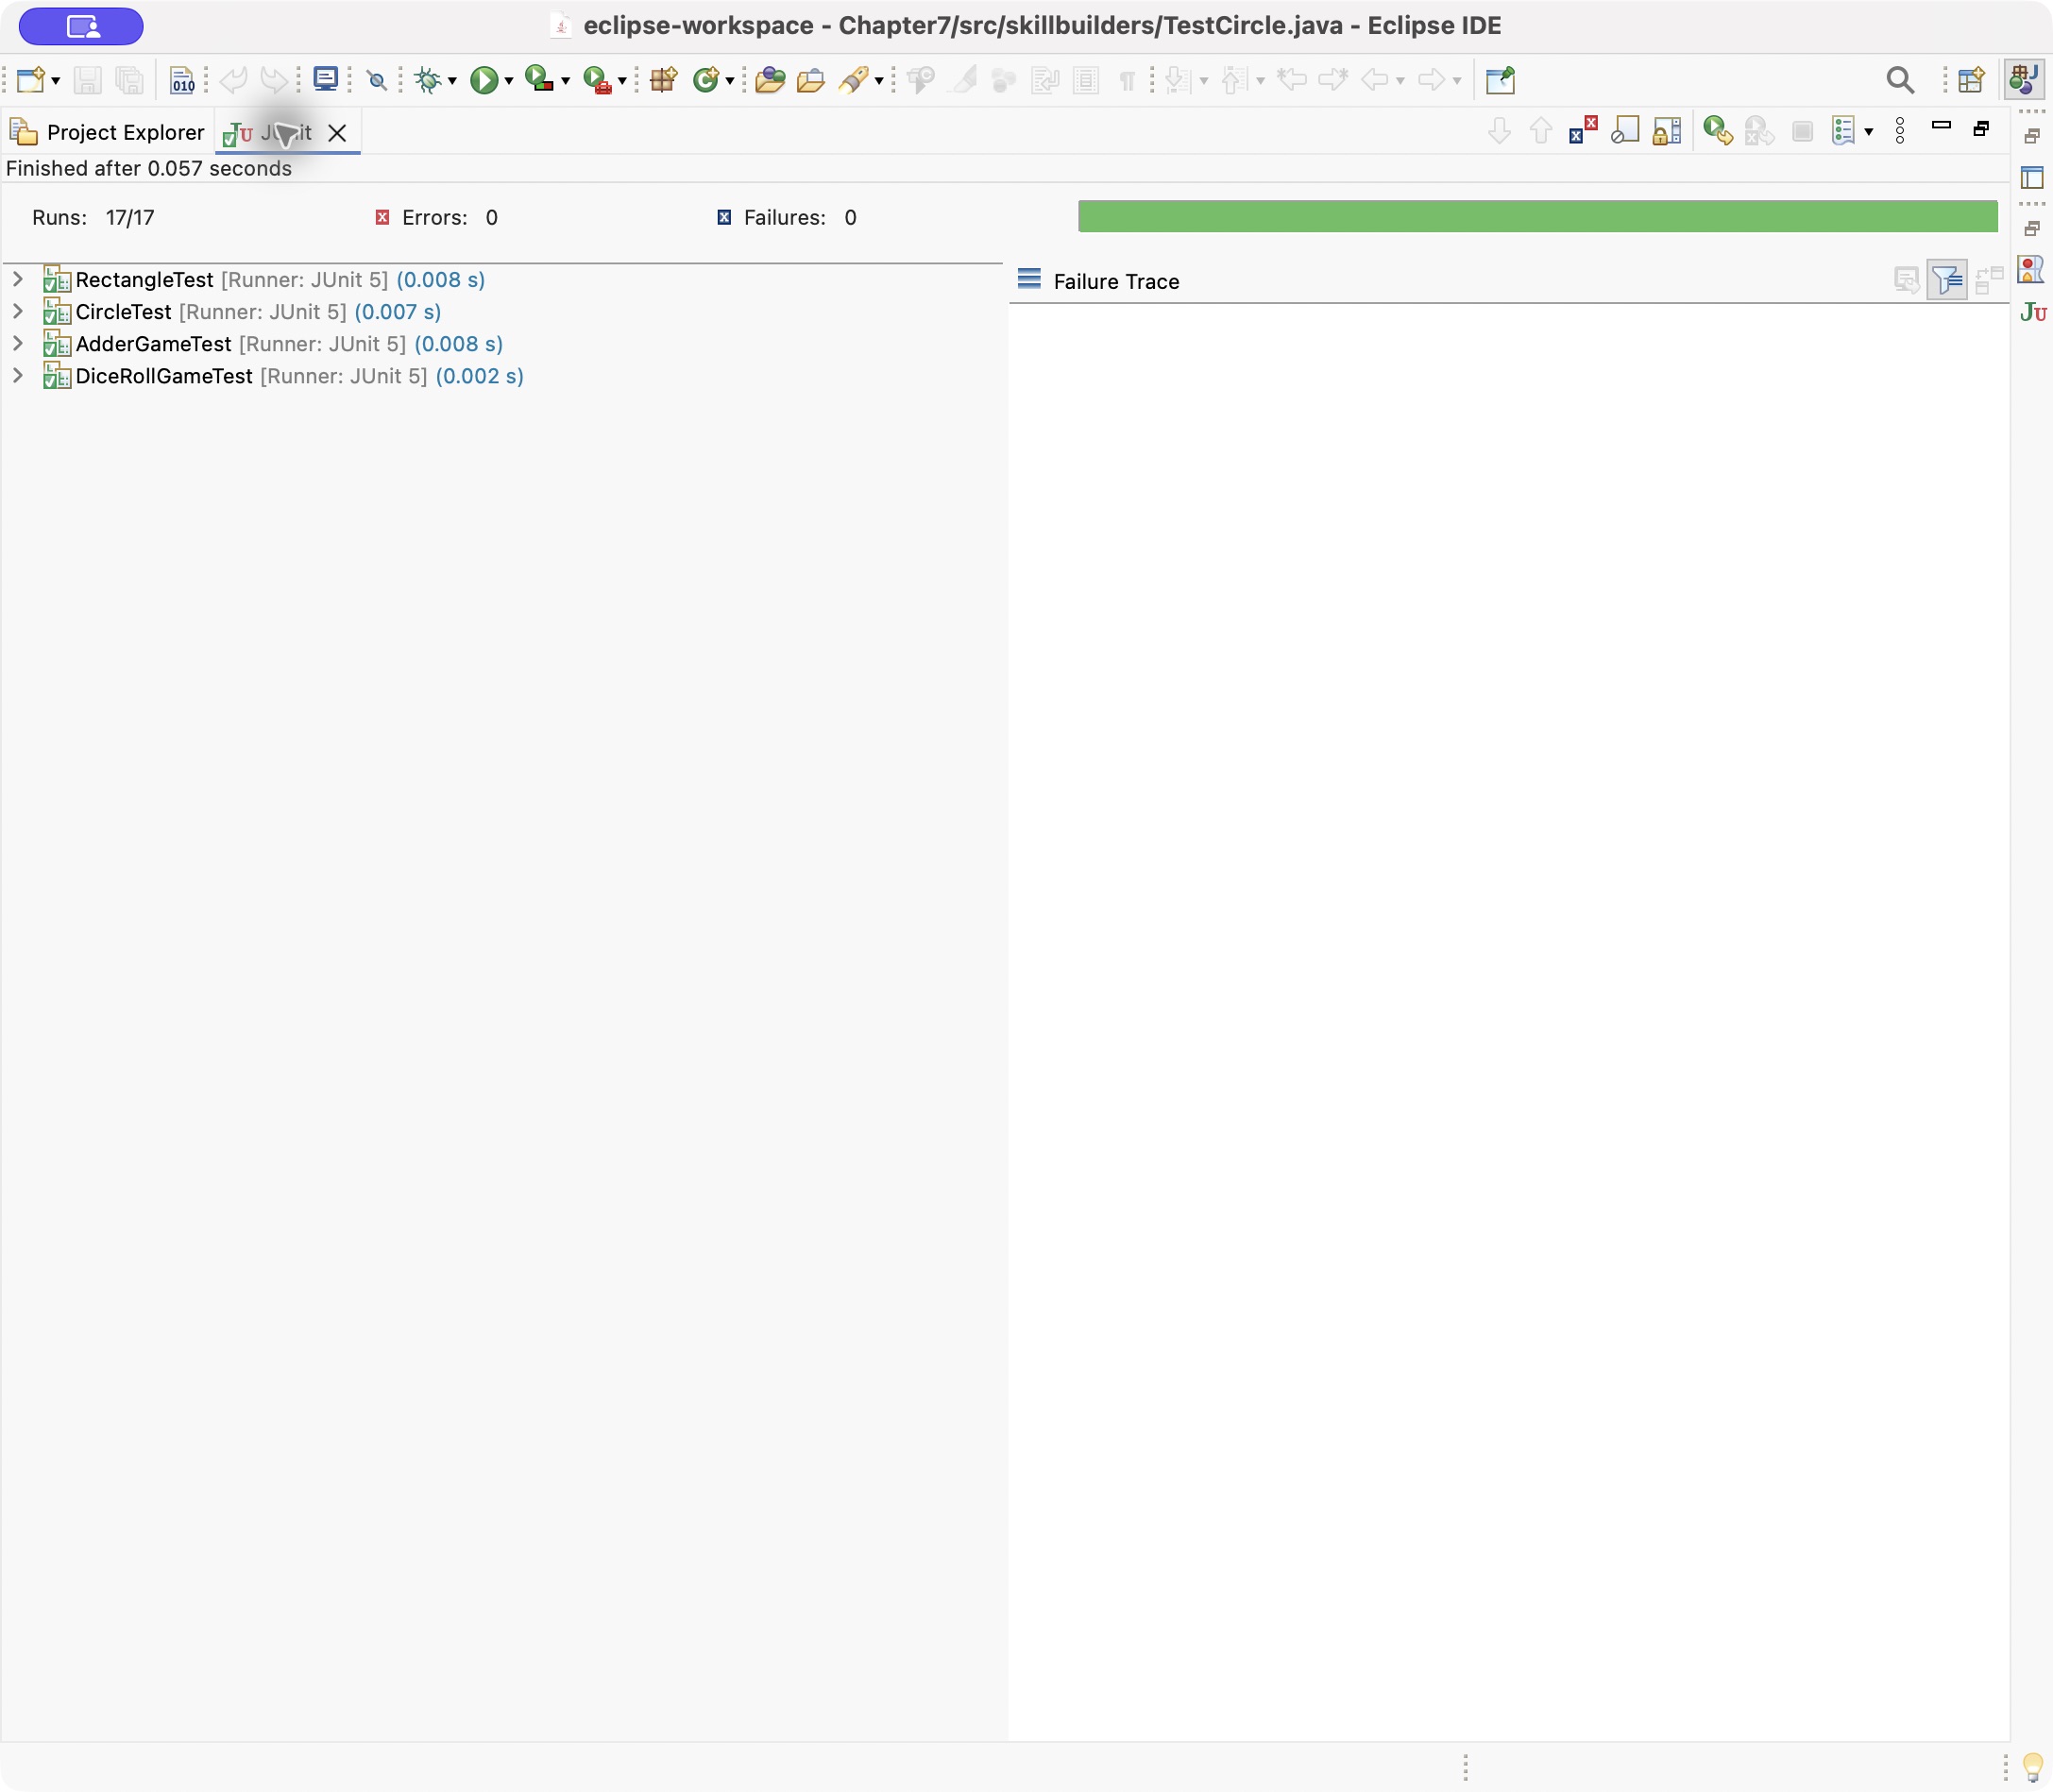 eclipse-workspace - Chapter7/src/skillbuilders/TestCircle.java - Eclipse IDE
010
Project Explorer
Finished after 0.057 seconds
Runs: 17/17 Errors: 0 Failures: 0
RectangleTest [Runner: JUnit 5] (0.008 s)
CircleTest [Runner: JUnit 5] (0.007 s)
AdderGameTest [Runner: JUnit 5] (0.008 s)
DiceRollGameTest [Runner: JUnit 5] (0.002 s)
Failure Trace